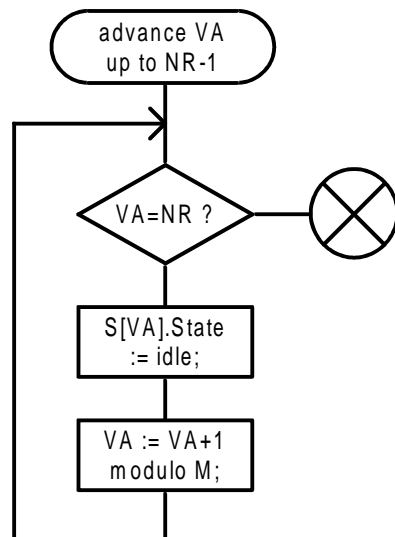 advance VA
up to NR-1
VA=NR ?
S[VA].State
:= idle;
VA := VA+1
modulo M;